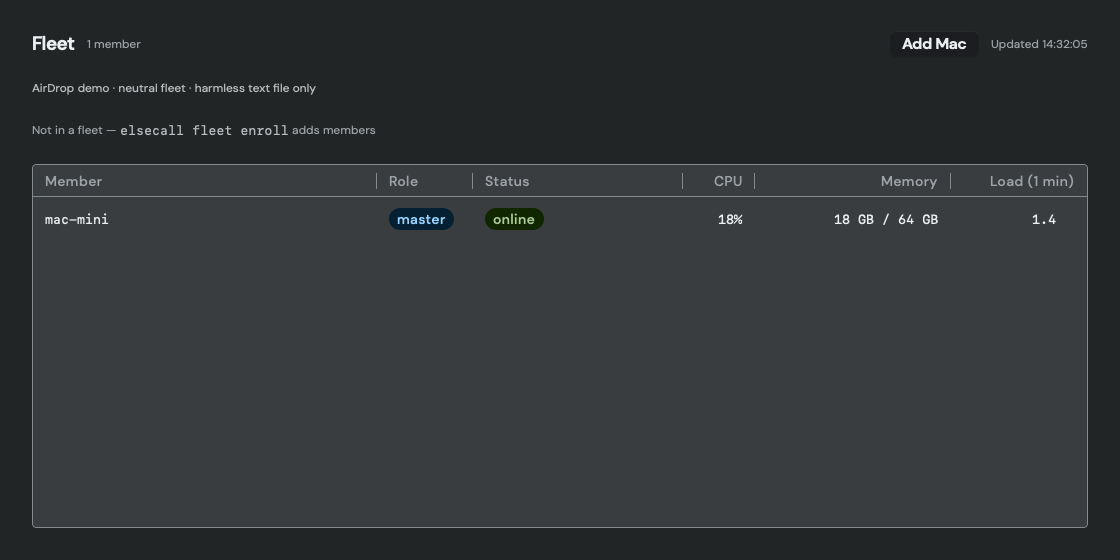 Fleet 1 member Add Mac Updated 14:32:05
AirDrop demo · neutral fleet · harmless text file only
Not in a fleet — elsecall fleet enroll adds members
Member Role Status CPU Memory Load (1 min)
mac-mini master online 18% 18 GB / 64 GB 1.4